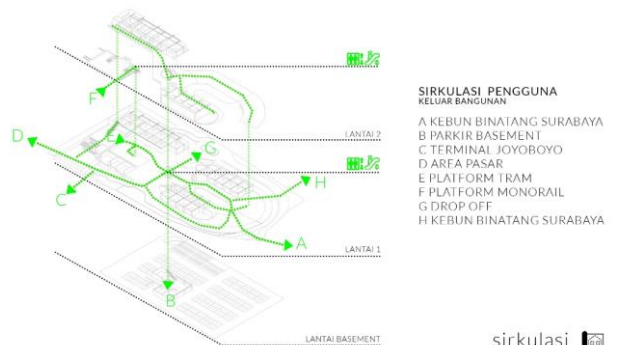 F
LANTAI 2
D
E
G
H
C
A
LANTAI 1
B
LANTAI BASEMENT
SIRKULASI PENGGUNA
KELUAR BANGUNAN
A KEBUN BINATANG SURABAYA
B PARKIR BASEMENT
C TERMINAL JOYOBOYO
D AREA PASAR
E PLATFORM TRAM
F PLATFORM MONORAIL
G DROP OFF
H KEBUN BINATANG SURABAYA
sirkulasi